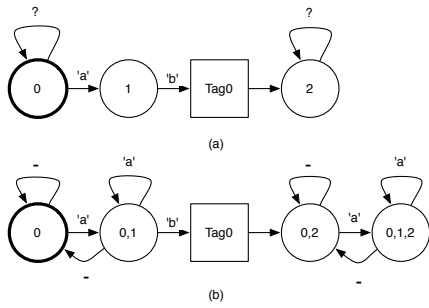 ? ?
0 'a' 1 'b' Tag0 2
(a)
- 'a' - 'a'
0 'a' 0,1 'b' Tag0 0,2 'a' 0,1,2
- -
(b)